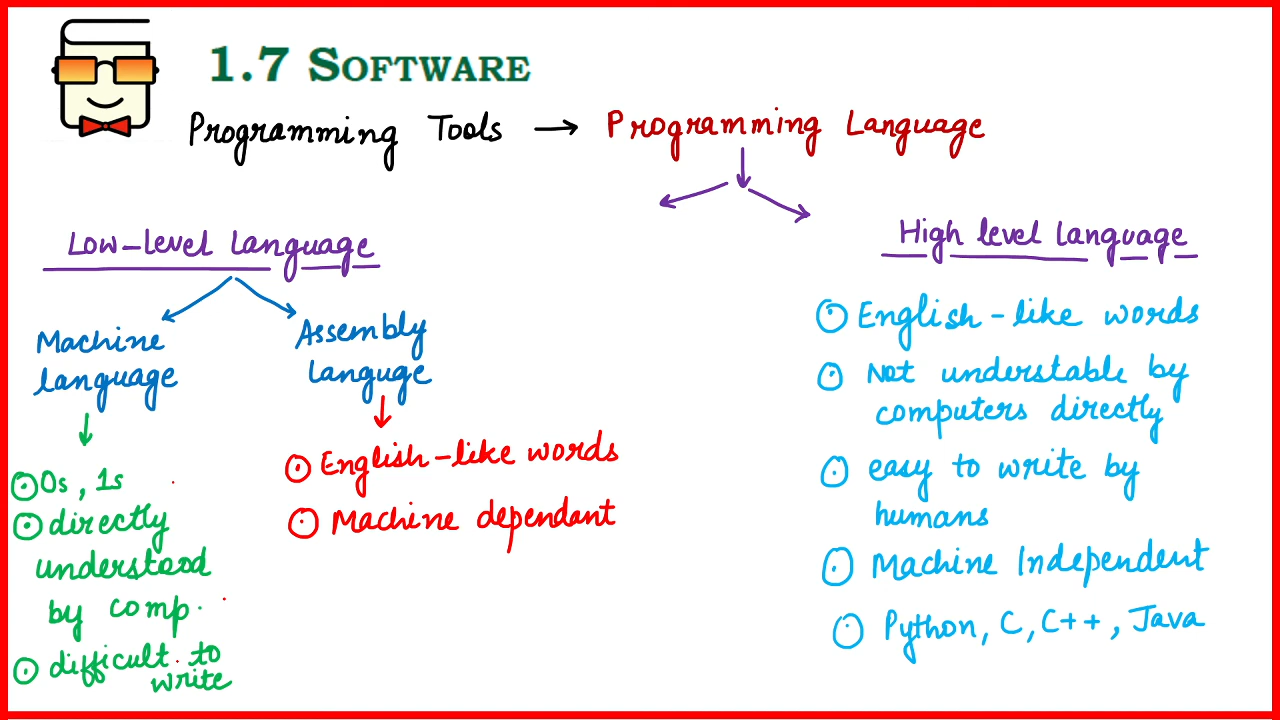 1.7 SOFTWARE
Programming Tools → Programming Language
Low-level language
Machine
language
0s, 1s
directly
understood
by comp.
difficult to
write
Assembly
languge
English-like words
Machine dependant
High level language
English-like words
Not understable by
computers directly
easy to write by
humans
Machine Independent
Python, C, C++, Java